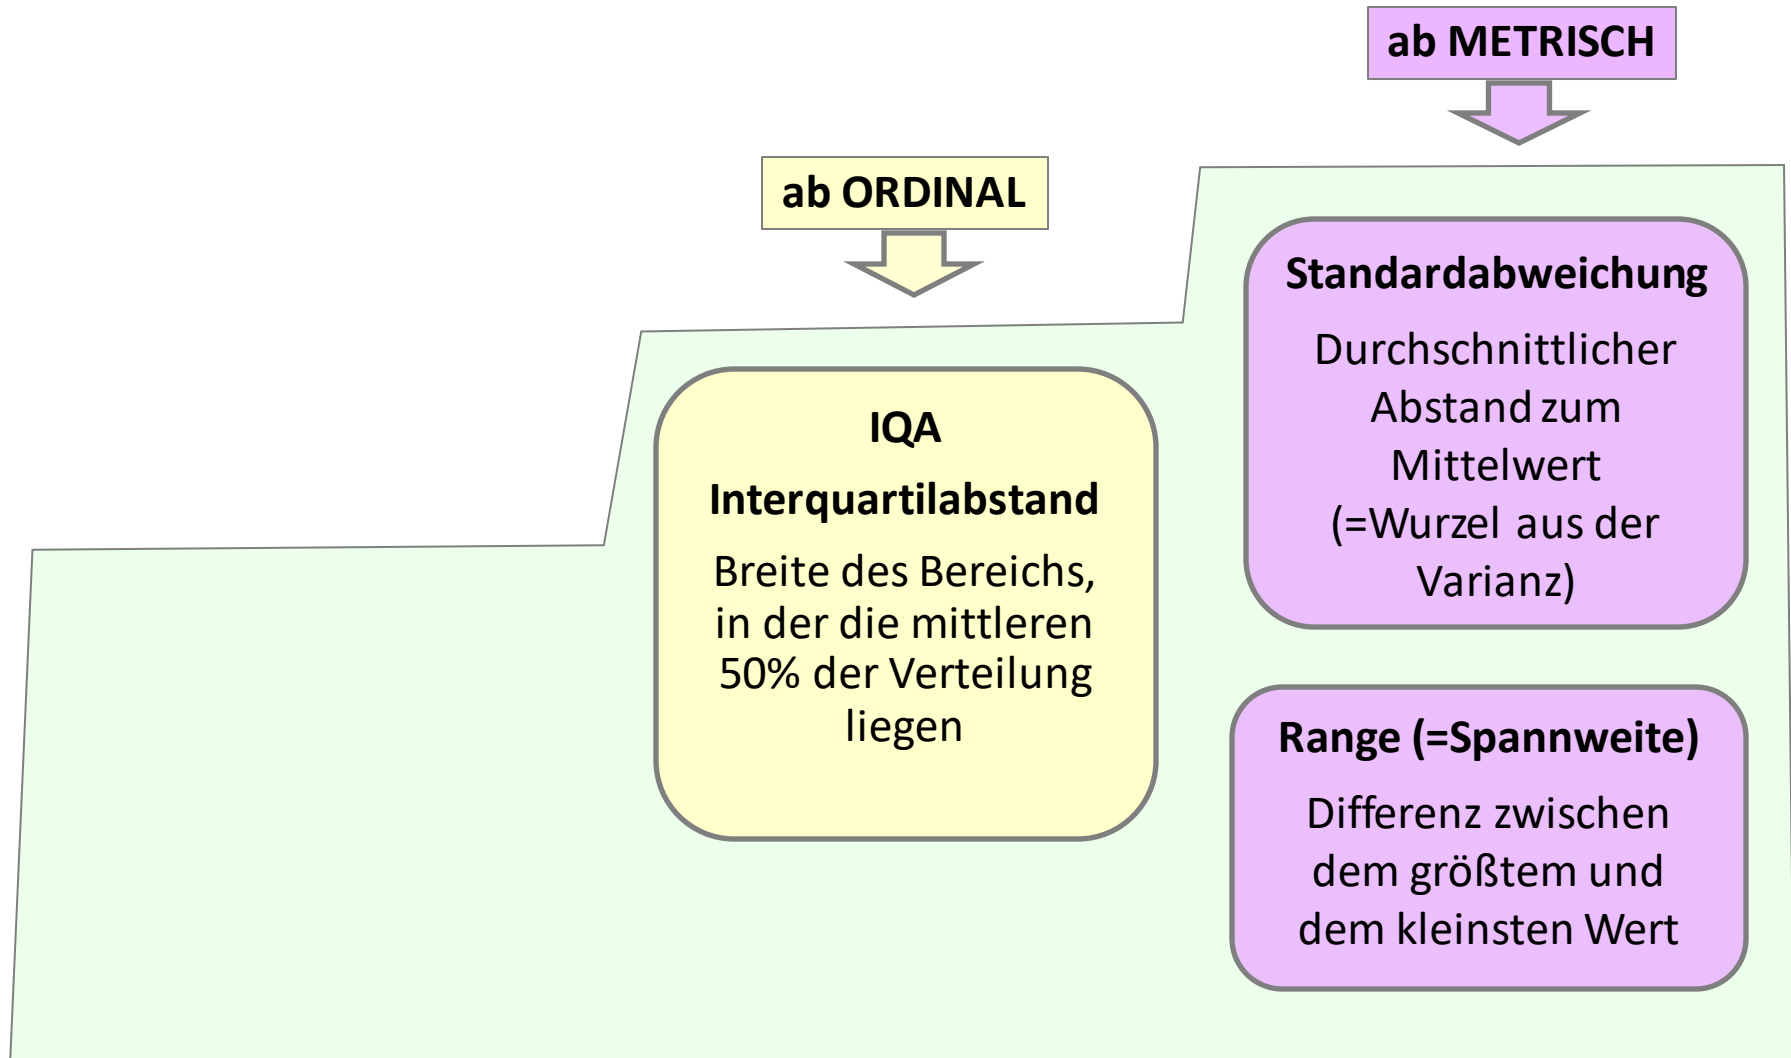 ab METRISCH
ab ORDINAL
Standardabweichung
Durchschnittlicher
Abstand zum
Mittelwert
(=Wurzel aus der
Varianz)
IQA
Interquartilabstand
Breite des Bereichs,
in der die mittleren
50% der Verteilung
liegen
Range (=Spannweite)
Differenz zwischen
dem größtem und
dem kleinsten Wert